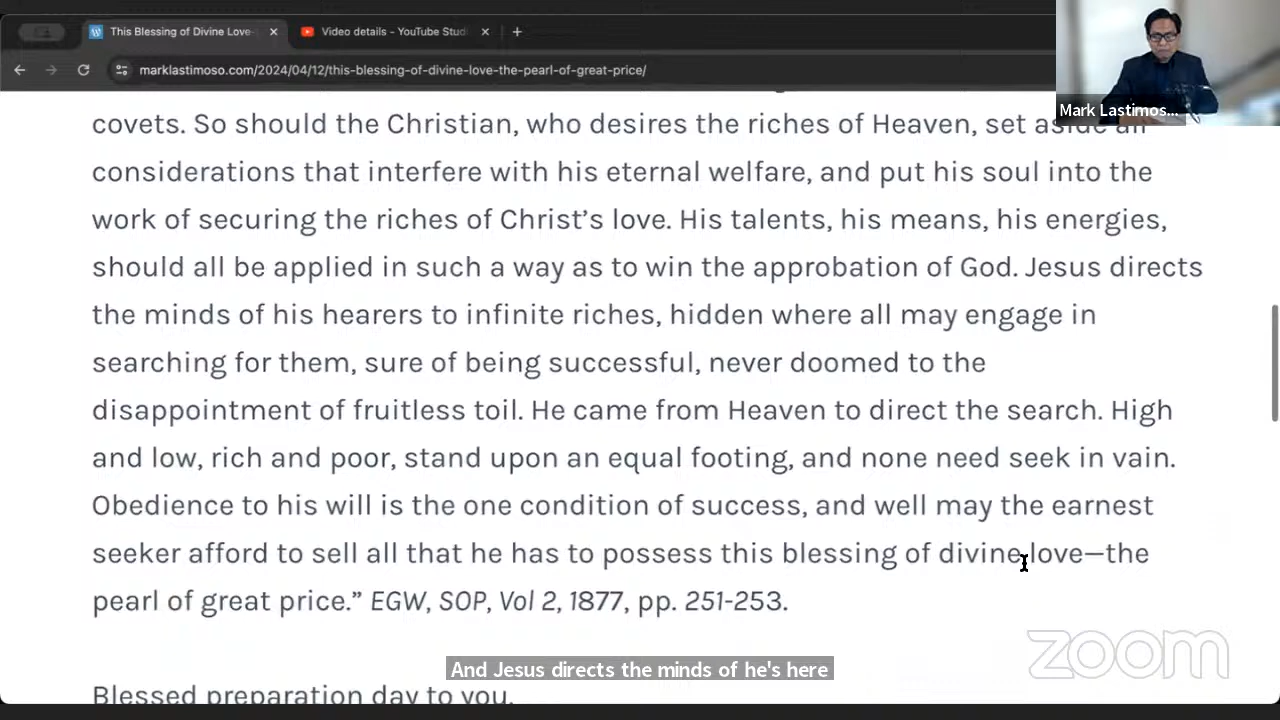 This Blessing of Divine Love-
Video details - YouTube Studi
marklastimoso.com/2024/04/12/this-blessing-of-divine-love-the-pearl-of-great-price/
Mark Lastimos...
covets. So should the Christian, who desires the riches of Heaven, set aside all
considerations that interfere with his eternal welfare, and put his soul into the
work of securing the riches of Christ's love. His talents, his means, his energies,
should all be applied in such a way as to win the approbation of God. Jesus directs
the minds of his hearers to infinite riches, hidden where all may engage in
searching for them, sure of being successful, never doomed to the
disappointment of fruitless toil. He came from Heaven to direct the search. High
and low, rich and poor, stand upon an equal footing, and none need seek in vain.
Obedience to his will is the one condition of success, and well may the earnest
seeker afford to sell all that he has to possess this blessing of divine love—the
pearl of great price.” EGW, SOP, Vol 2, 1877, pp. 251-253.
zoom
And Jesus directs the minds of he's here
Blessed preparation day to you.